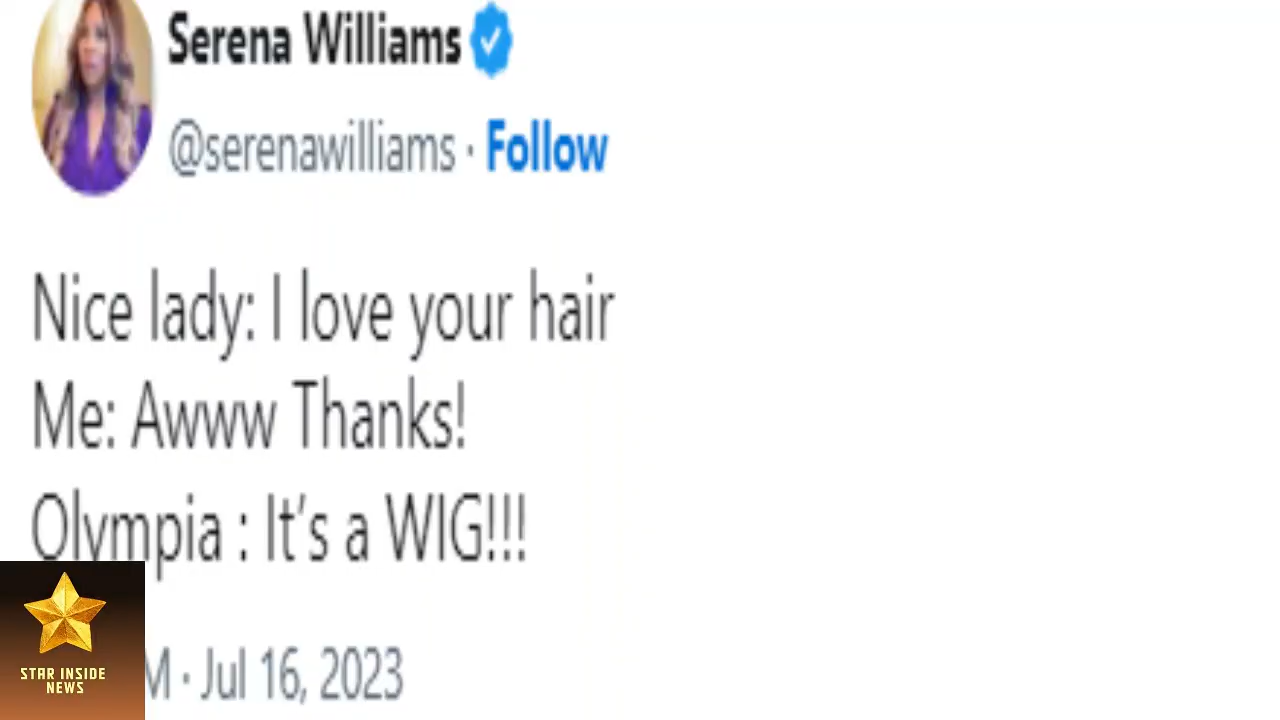 Serena Williams
@serenawilliams · Follow
Nice lady: I love your hair
Me: Awww Thanks!
Olympia : It's a WIG!!!
M · Jul 16, 2023
STAR INSIDE
NEWS